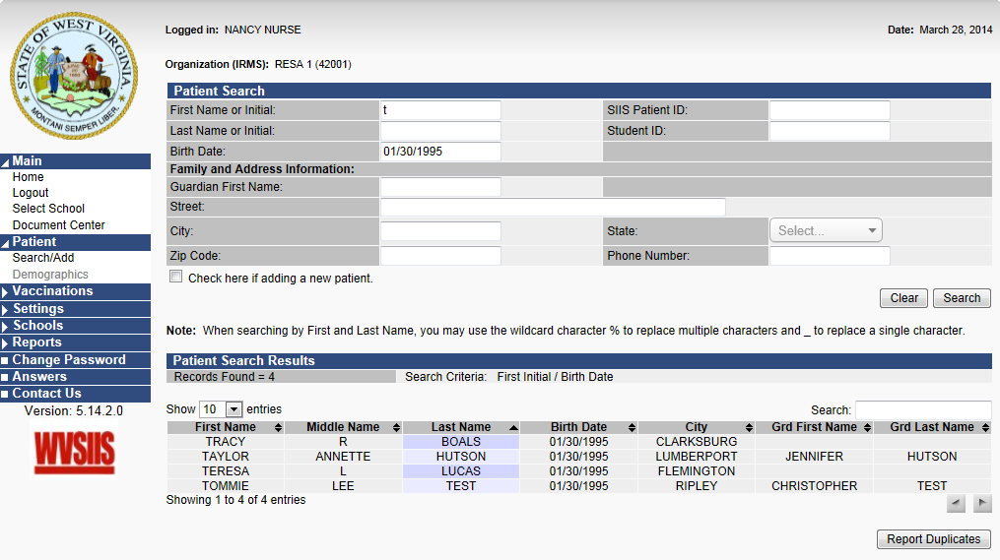 STATE OF WEST VIRGINIA
MONTANI SEMPER LIBER.
Logged in: NANCY NURSE
Date: March 28, 2014
Organization (IRMS): RESA 1 (42001)
Main
Home
Logout
Select School
Document Center
Patient
Search/Add
Demographics
Vaccinations
Settings
Schools
Reports
Change Password
Answers
Contact Us
Version: 5.14.2.0
WVSIIS
Patient Search
First Name or Initial: t SIIS Patient ID:
Last Name or Initial: Student ID:
Birth Date: 01/30/1995
Family and Address Information:
Guardian First Name:
Street:
City: State: Select...
Zip Code: Phone Number:
Check here if adding a new patient.
Clear Search
Note: When searching by First and Last Name, you may use the wildcard character % to replace multiple characters and _ to replace a single character.
Patient Search Results
Records Found = 4 Search Criteria: First Initial / Birth Date
Show 10 entries Search:
First Name Middle Name Last Name Birth Date City Grd First Name Grd Last Name
TRACY R BOALS 01/30/1995 CLARKSBURG
TAYLOR ANNETTE HUTSON 01/30/1995 LUMBERPORT JENNIFER HUTSON
TERESA L LUCAS 01/30/1995 FLEMINGTON
TOMMIE LEE TEST 01/30/1995 RIPLEY CHRISTOPHER TEST
Showing 1 to 4 of 4 entries
Report Duplicates